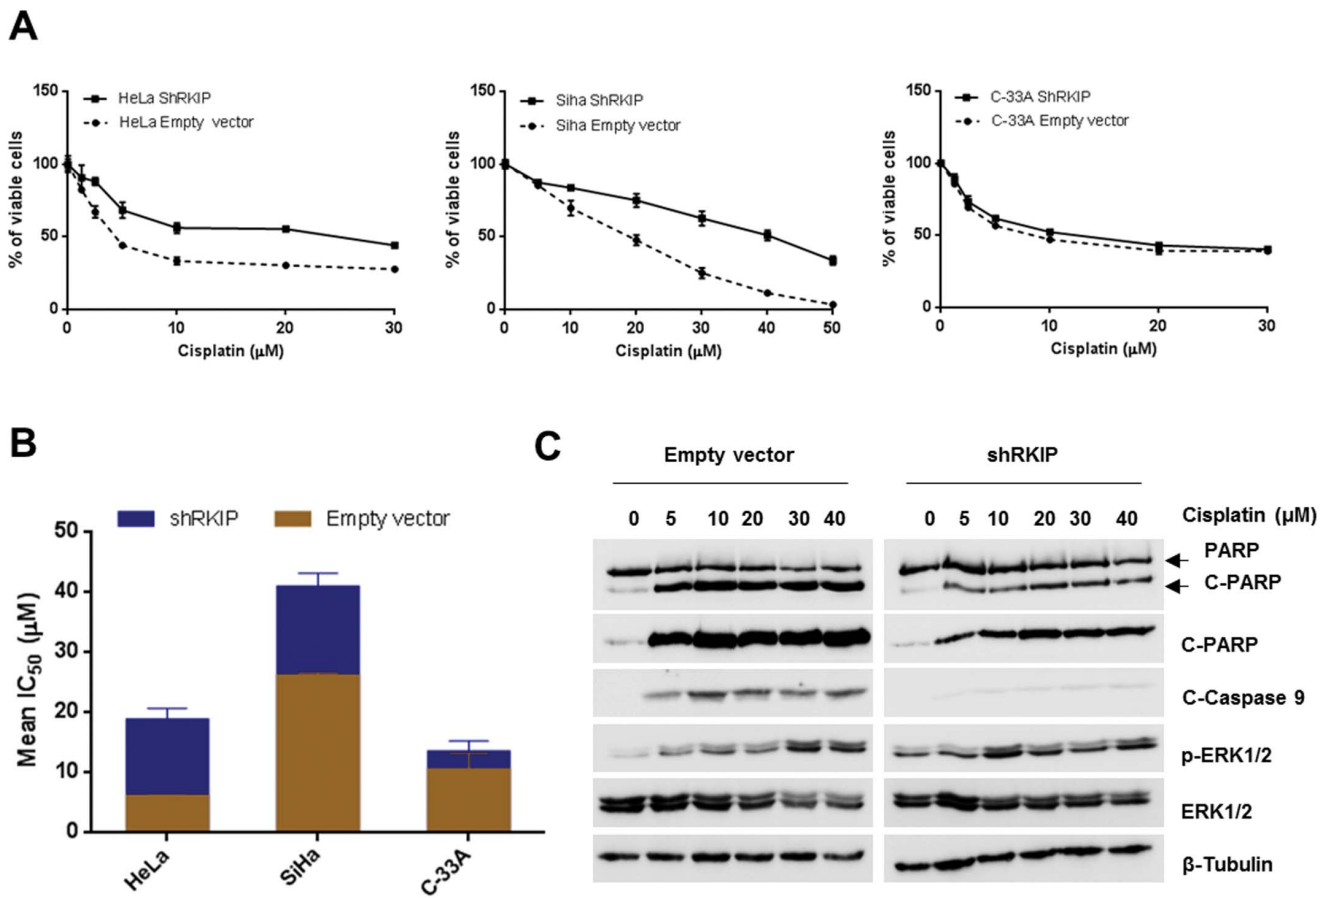 A
HeLa ShRKIP
HeLa Empty vector
150
100
50
0
% of viable cells
0 10 20 30
Cisplatin (μM)
Siha ShRKIP
Siha Empty vector
150
100
50
0
% of viable cells
0 10 20 30 40 50
Cisplatin (μM)
C-33A ShRKIP
C-33A Empty vector
150
100
50
0
% of viable cells
0 10 20 30
Cisplatin (μM)
B
shRKIP Empty vector
50
40
30
20
10
0
Mean IC50 (μM)
HeLa SiHa C-33A
C
Empty vector shRKIP
0 5 10 20 30 40 0 5 10 20 30 40 Cisplatin (μM)
PARP
C-PARP
C-PARP
C-Caspase 9
p-ERK1/2
ERK1/2
β-Tubulin